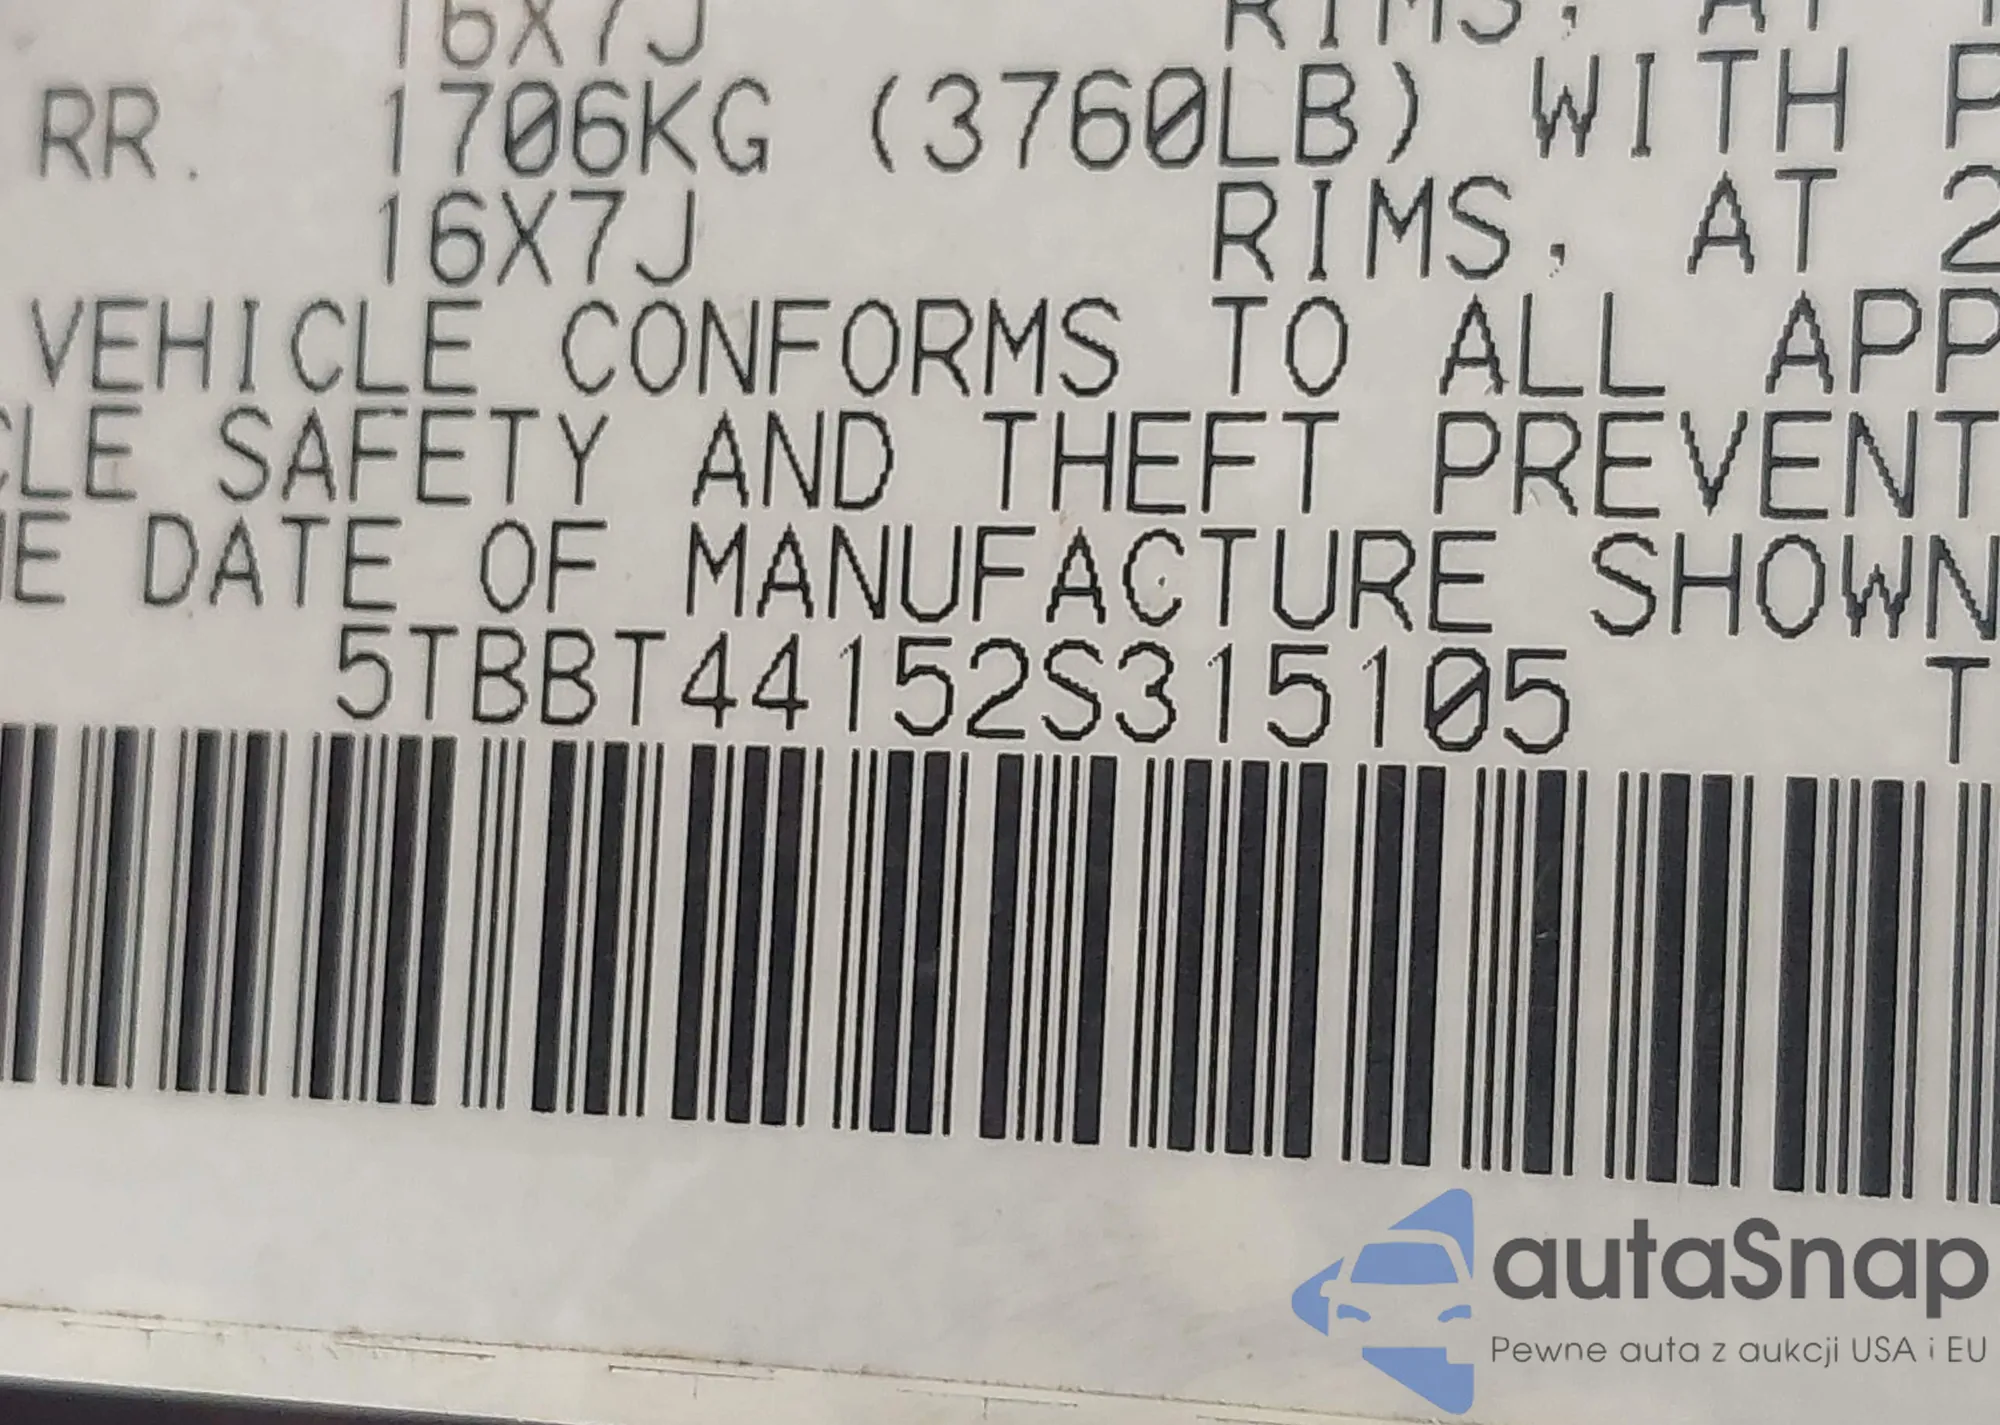 16X7J RIMS, AT
RR. 1706KG (3760LB) WITH P
16X7J RIMS, AT 2
VEHICLE CONFORMS TO ALL APP
CLE SAFETY AND THEFT PREVENT
HE DATE OF MANUFACTURE SHOWN
5TBBT44152S315105 T
autaSnap
Pewne auta z aukcji USA i EU